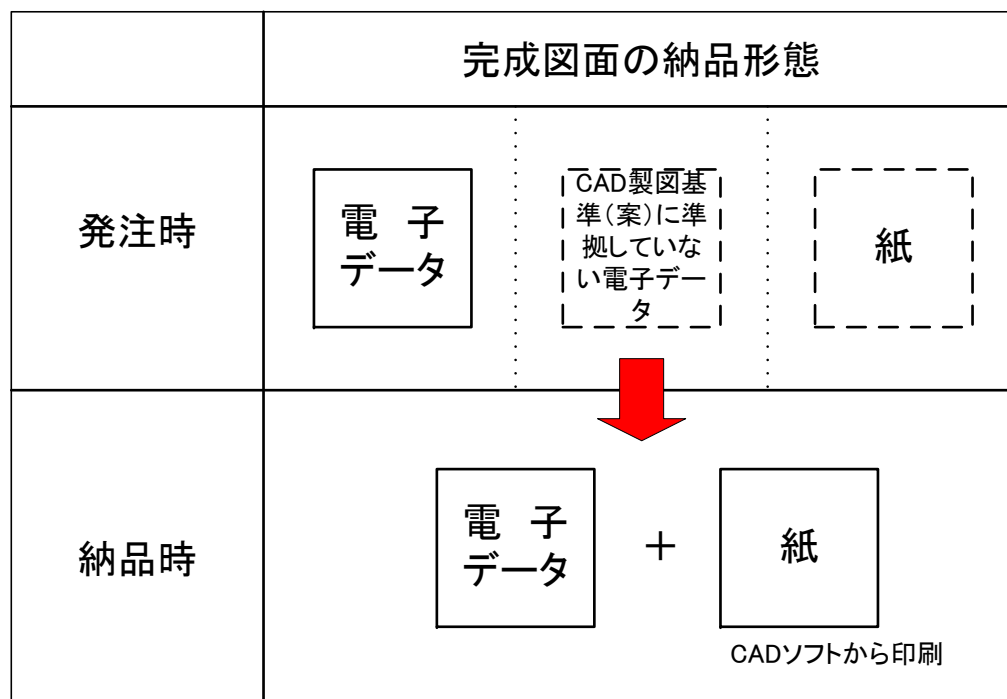 完成図面の納品形態
発注時
電 子
データ
CAD製図基
準（案）に準
拠していな
い電子デー
タ
紙
納品時
電 子
データ
＋
紙
CADソフトから印刷